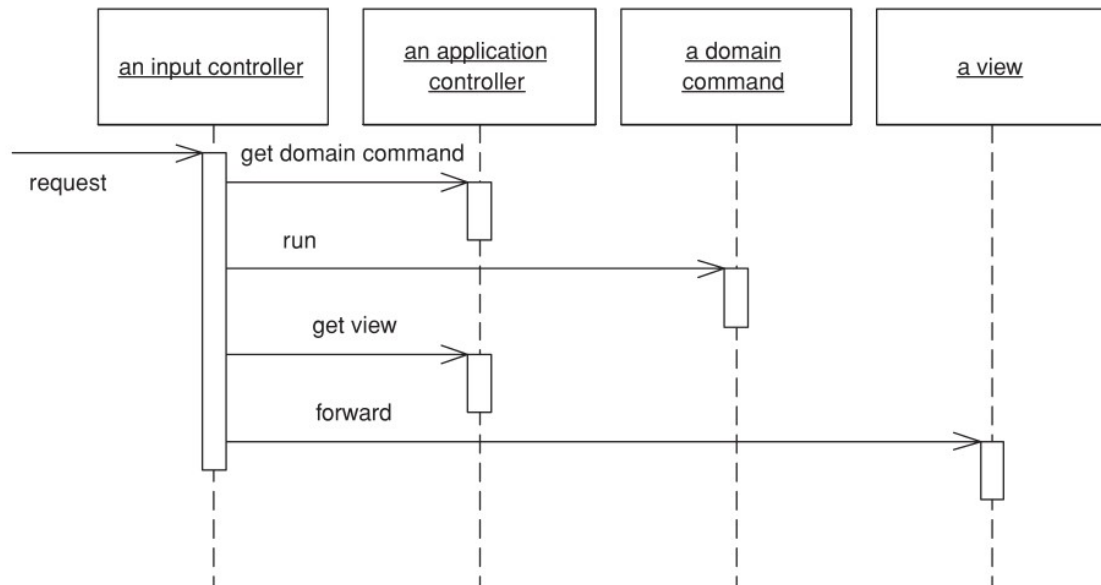 an input controller
an application
controller
a domain
command
a view
request
get domain command
run
get view
forward